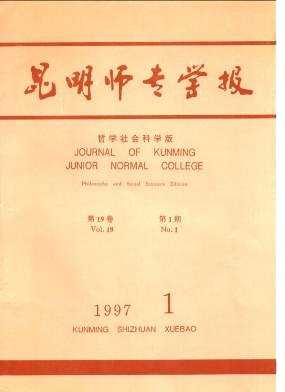 昆明师专学报
哲学社会科学版
JOURNAL OF KUNMING
JUNIOR NORMAL COLLEGE
Philosophy and Social Sciences Edition
第19卷 第1期
Vol. 19 No. 1
1997 1
KUNMING SHIZHUAN XUEBAO